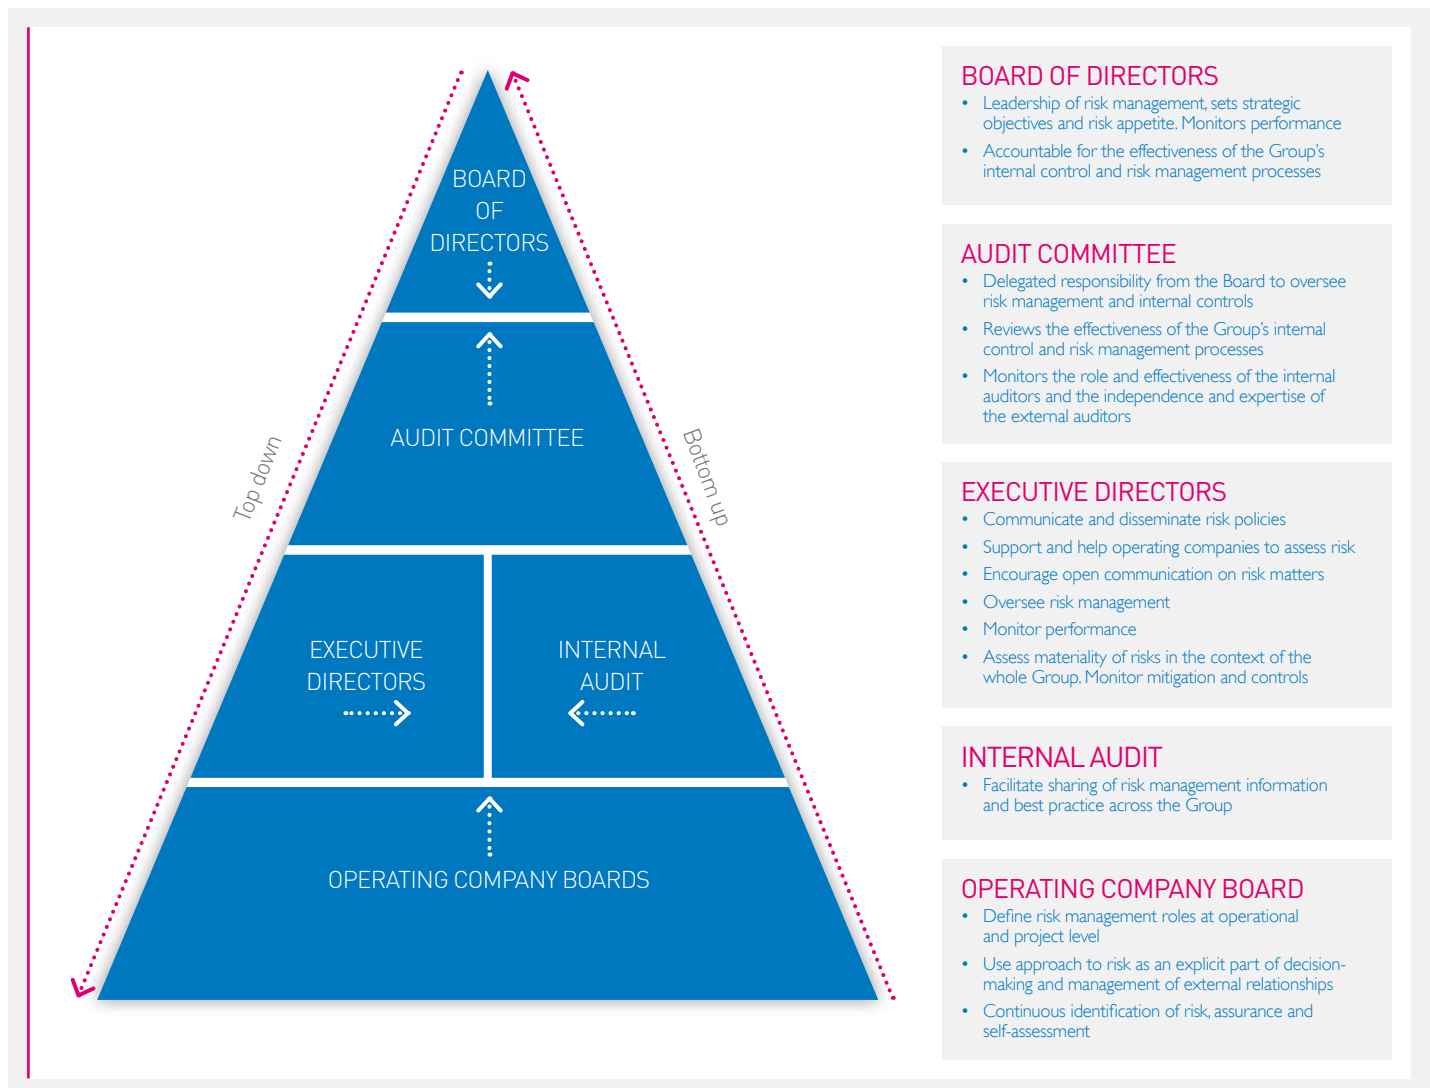 BOARD
OF
DIRECTORS
AUDIT COMMITTEE
Top down
Bottom up
EXECUTIVE
DIRECTORS
INTERNAL
AUDIT
OPERATING COMPANY BOARDS
BOARD OF DIRECTORS
• Leadership of risk management, sets strategic
objectives and risk appetite. Monitors performance
• Accountable for the effectiveness of the Group's
internal control and risk management processes
AUDIT COMMITTEE
• Delegated responsibility from the Board to oversee
risk management and internal controls
• Reviews the effectiveness of the Group's internal
control and risk management processes
• Monitors the role and effectiveness of the internal
auditors and the independence and expertise of
the external auditors
EXECUTIVE DIRECTORS
• Communicate and disseminate risk policies
• Support and help operating companies to assess risk
• Encourage open communication on risk matters
• Oversee risk management
• Monitor performance
• Assess materiality of risks in the context of the
whole Group. Monitor mitigation and controls
INTERNAL AUDIT
• Facilitate sharing of risk management information
and best practice across the Group
OPERATING COMPANY BOARD
• Define risk management roles at operational
and project level
• Use approach to risk as an explicit part of decision-
making and management of external relationships
• Continuous identification of risk, assurance and
self-assessment